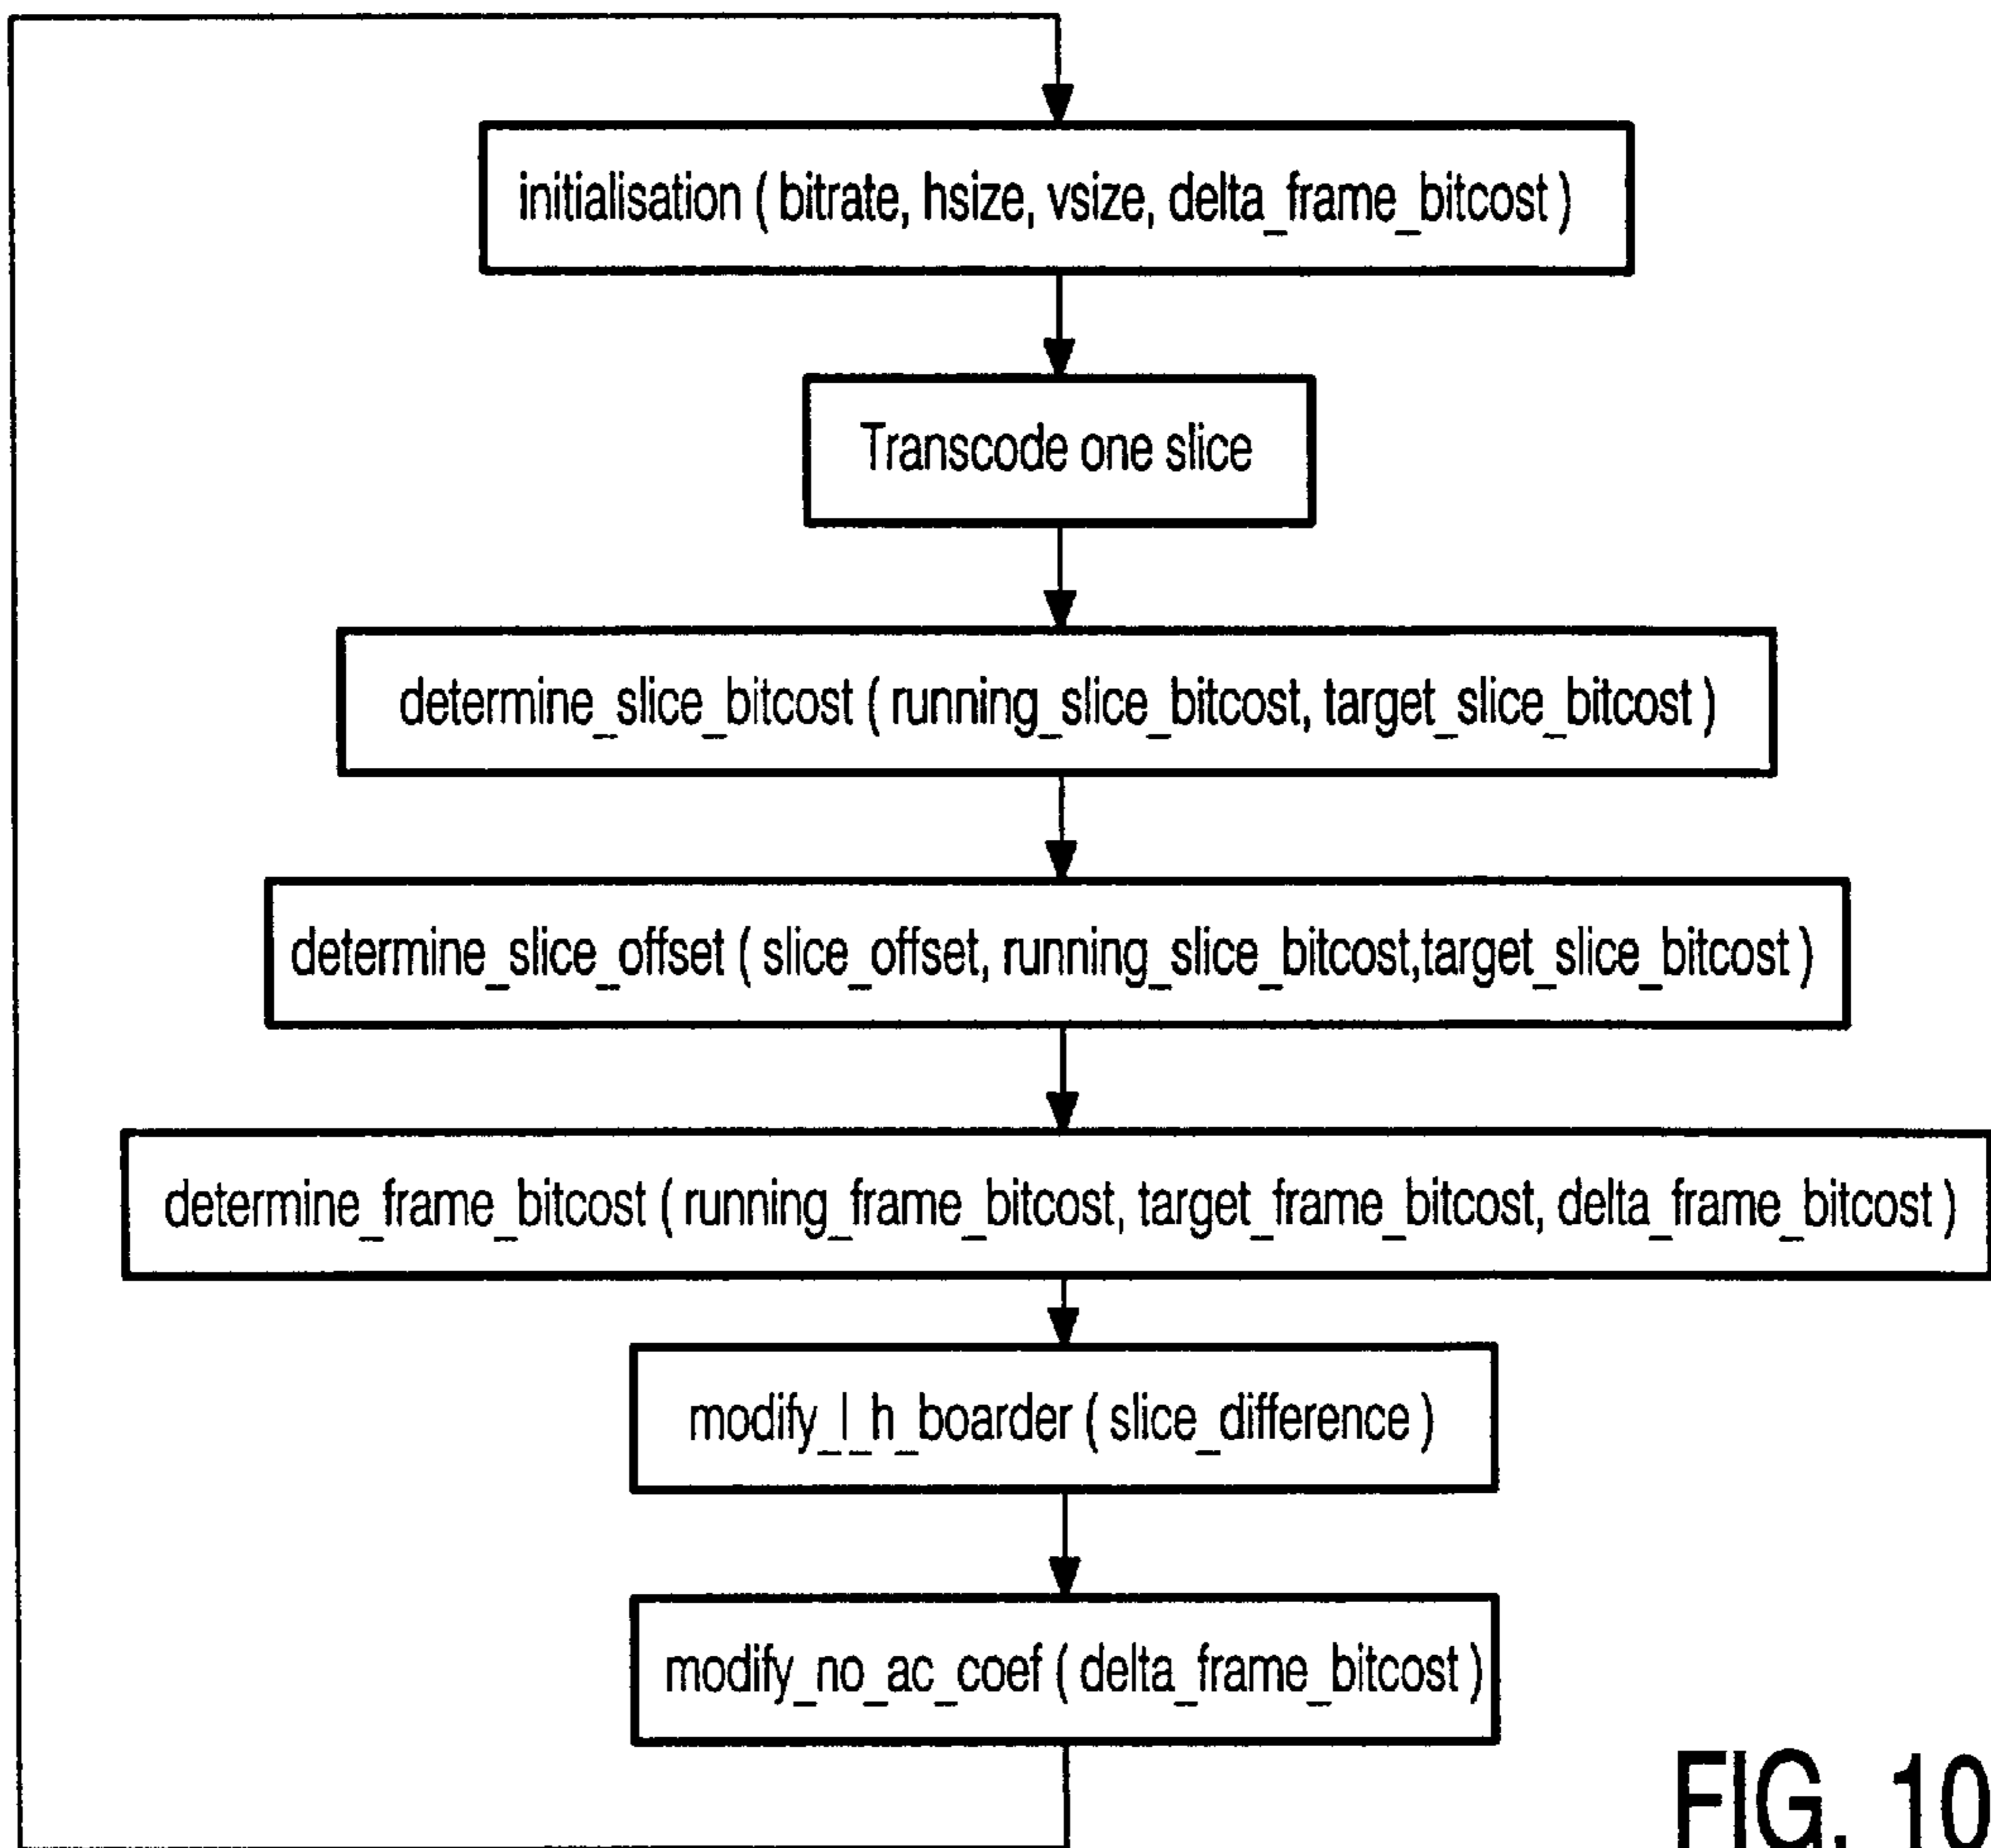 initialisation ( bitrate, hsize, vsize, delta_frame_bitcost )
Transcode one slice
determine_slice_bitcost ( running_slice_bitcost, target_slice_bitcost )
determine_slice_offset ( slice_offset, running_slice_bitcost,target_slice_bitcost )
determine_frame_bitcost ( running_frame_bitcost, target_frame_bitcost, delta_frame_bitcost )
modify_l_h_boarder ( slice_difference )
modify_no_ac_coef ( delta_frame_bitcost )
FIG. 10